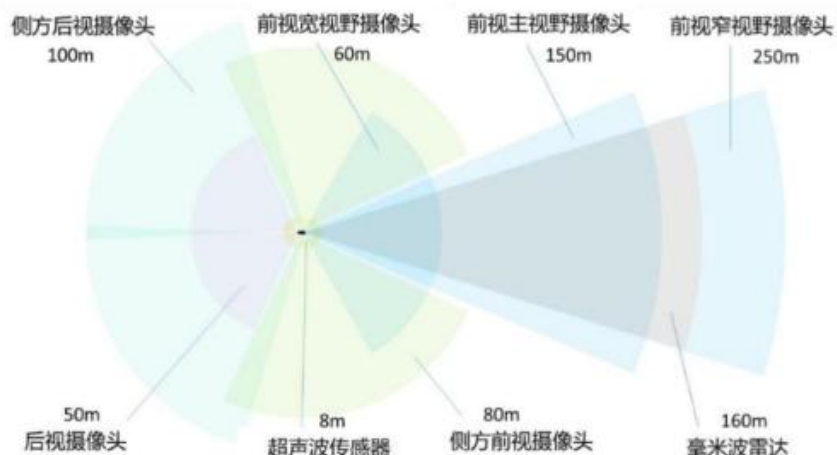 侧方后视摄像头
100m
前视宽视野摄像头
60m
前视主视野摄像头
150m
前视窄视野摄像头
250m
50m
后视摄像头
8m
超声波传感器
80m
侧方前视摄像头
160m
毫米波雷达